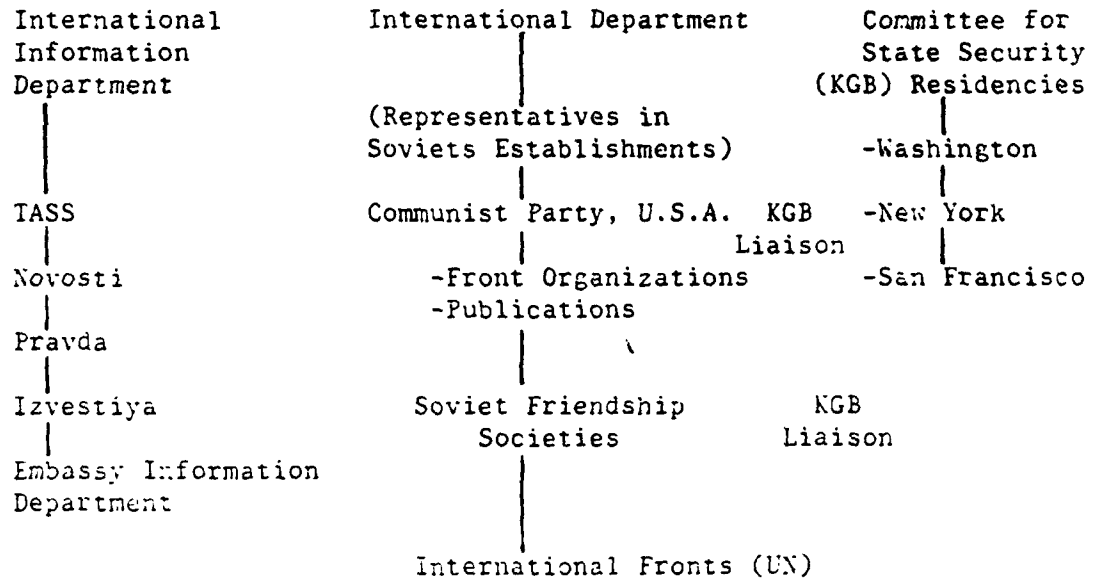 International
Information
Department
TASS
Novosti
Pravda
Izvestiya
Embassy Information
Department
International Department
(Representatives in
Soviets Establishments)
Communist Party, U.S.A.
KGB
Liaison
-Front Organizations
-Publications
Soviet Friendship
Societies
KGB
Liaison
International Fronts (UN)
Committee for
State Security
(KGB) Residencies
-Washington
-New York
-San Francisco